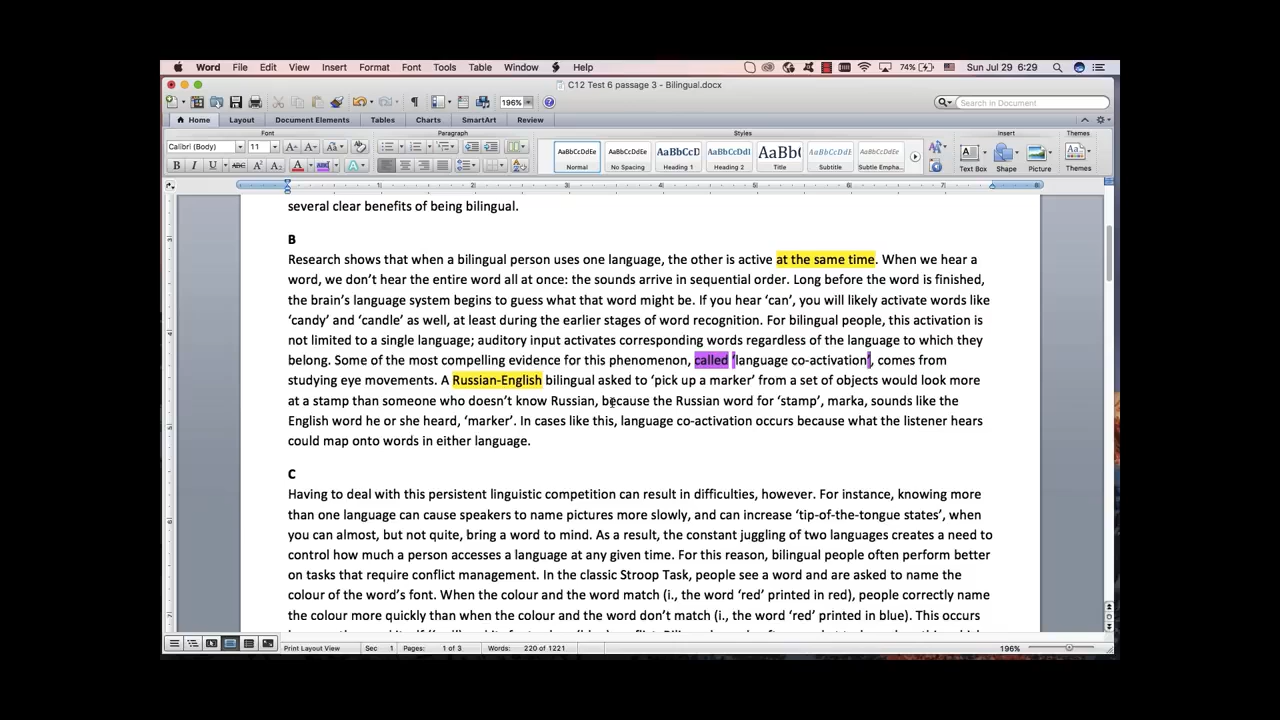 Word File Edit View Insert Format Font Tools Table Window Help 74% Sun Jul 29 6:29
C12 Test 6 passage 3 - Bilingual.docx
196% Search in Document
Home Layout Document Elements Tables Charts SmartArt Review
Font Paragraph Styles Insert Themes
Calibri (Body) 11
AaBbCcDdEe AaBbCcDdEe AaBbCcD AaBbCcDdI AaBb( AaBbCcDdI AaBbCcDdEe
Normal No Spacing Heading 1 Heading 2 Title Subtitle Subtle Empha... Text Box Shape Picture Themes
several clear benefits of being bilingual.
B
Research shows that when a bilingual person uses one language, the other is active at the same time. When we hear a
word, we don’t hear the entire word all at once: the sounds arrive in sequential order. Long before the word is finished,
the brain’s language system begins to guess what that word might be. If you hear ‘can’, you will likely activate words like
‘candy’ and ‘candle’ as well, at least during the earlier stages of word recognition. For bilingual people, this activation is
not limited to a single language; auditory input activates corresponding words regardless of the language to which they
belong. Some of the most compelling evidence for this phenomenon, called ‘language co-activation’, comes from
studying eye movements. A Russian-English bilingual asked to ‘pick up a marker’ from a set of objects would look more
at a stamp than someone who doesn’t know Russian, because the Russian word for ‘stamp’, marka, sounds like the
English word he or she heard, ‘marker’. In cases like this, language co-activation occurs because what the listener hears
could map onto words in either language.
C
Having to deal with this persistent linguistic competition can result in difficulties, however. For instance, knowing more
than one language can cause speakers to name pictures more slowly, and can increase ‘tip-of-the-tongue states’, when
you can almost, but not quite, bring a word to mind. As a result, the constant juggling of two languages creates a need to
control how much a person accesses a language at any given time. For this reason, bilingual people often perform better
on tasks that require conflict management. In the classic Stroop Task, people see a word and are asked to name the
colour of the word’s font. When the colour and the word match (i., the word ‘red’ printed in red), people correctly name
the colour more quickly than when the colour and the word don’t match (i., the word ‘red’ printed in blue). This occurs
Print Layout View Sec 1 Pages: 1 of 3 Words: 220 of 1221 196%